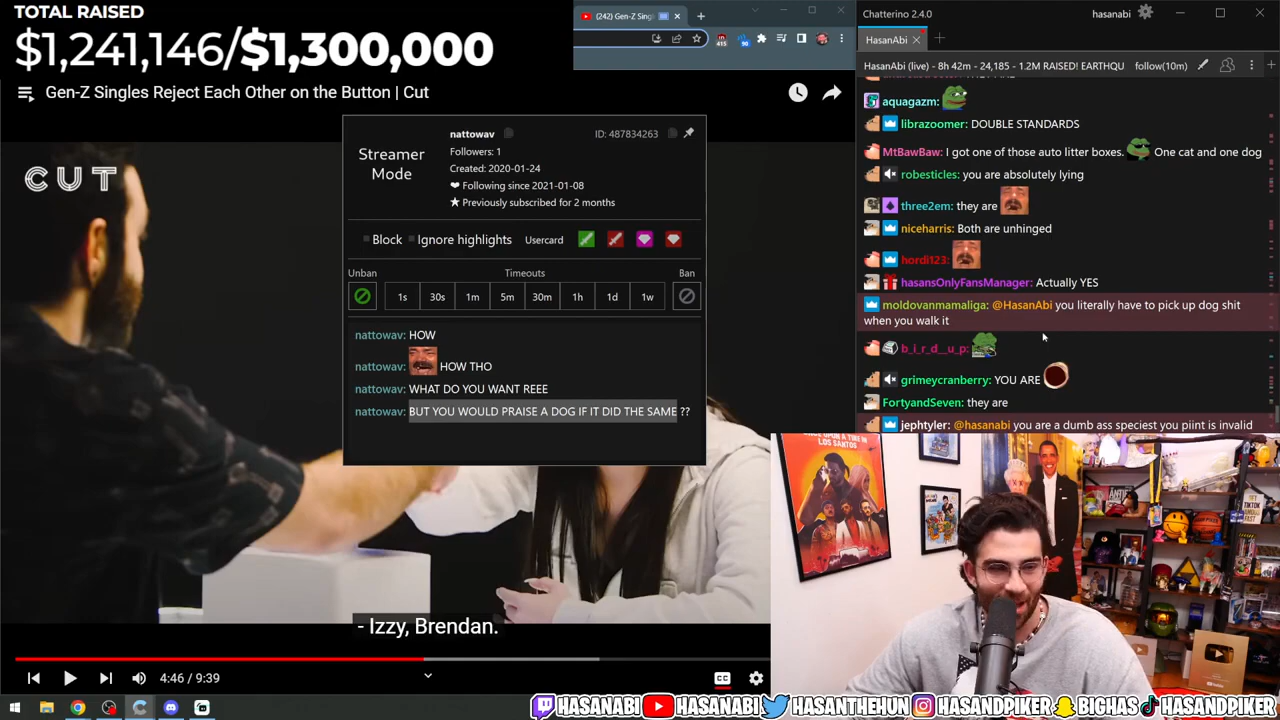 TOTAL RAISED
$1,241,146/$1,300,000
(242) Gen-Z Sing
Gen-Z Singles Reject Each Other on the Button | Cut
CUT
Streamer Mode
nattowav
ID: 487834263
Followers: 1
Created: 2020-01-24
❤ Following since 2021-01-08
★ Previously subscribed for 2 months
Block
Ignore highlights
Usercard
Unban
Timeouts
Ban
1s
30s
1m
5m
30m
1h
1d
1w
nattowav: HOW
nattowav: HOW THO
nattowav: WHAT DO YOU WANT REEE
nattowav: BUT YOU WOULD PRAISE A DOG IF IT DID THE SAME ??
- Izzy, Brendan.
4:46 / 9:39
CC
Chatterino 2.4.0
hasanabi
HasanAbi
HasanAbi (live) - 8h 42m - 24,185 - 1.2M RAISED! EARTHQU
follow(10m)
aquagazm:
librazoomer: DOUBLE STANDARDS
MtBawBaw: I got one of those auto litter boxes. One cat and one dog
robesticles: you are absolutely lying
three2em: they are
niceharris: Both are unhinged
hordi123:
hasansOnlyFansManager: Actually YES
moldovanmamaliga: @HasanAbi you literally have to pick up dog shit
when you walk it
b_i_r_d__u_p:
grimeycranberry: YOU ARE
FortyandSeven: they are
jephtyler: @hasanabi you are a dumb ass speciest you piint is invalid
LOS SANTOS
HASANABI
HASANABI
HASANTHEHUN
HASANDPIKER
BIGHAS
HASANDPIKER